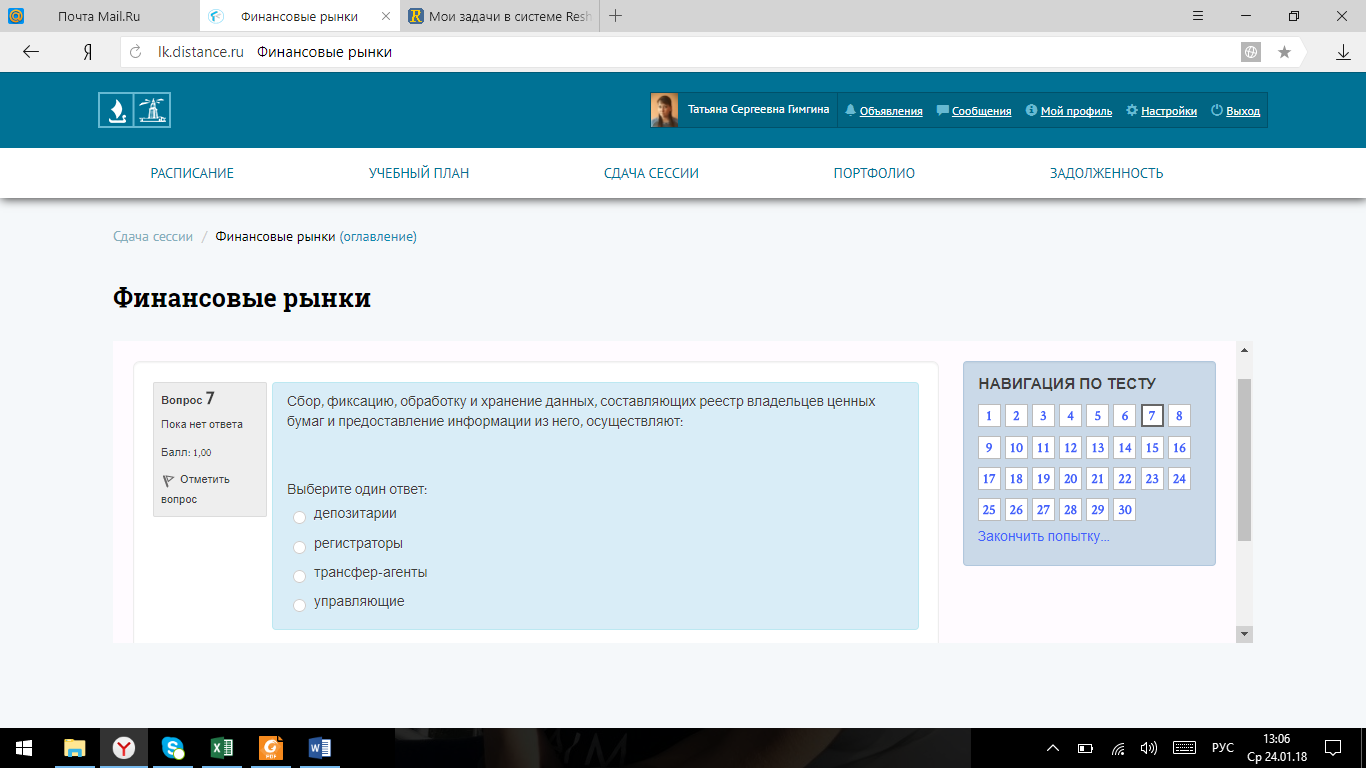 Почта Mail.Ru
Финансовые рынки
Мои задачи в системе Resh
Я
lk.distance.ru Финансовые рынки
Татьяна Сергеевна Гимгина
Объявления
Сообщения
Мой профиль
Настройки
Выход
РАСПИСАНИЕ
УЧЕБНЫЙ ПЛАН
СДАЧА СЕССИИ
ПОРТФОЛИО
ЗАДОЛЖЕННОСТЬ
Сдача сессии / Финансовые рынки (оглавление)
Финансовые рынки
Вопрос 7
Пока нет ответа
Балл: 1,00
Отметить
вопрос
Сбор, фиксацию, обработку и хранение данных, составляющих реестр владельцев ценных
бумаг и предоставление информации из него, осуществляют:
Выберите один ответ:
депозитарии
регистраторы
трансфер-агенты
управляющие
НАВИГАЦИЯ ПО ТЕСТУ
1 2 3 4 5 6 7 8
9 10 11 12 13 14 15 16
17 18 19 20 21 22 23 24
25 26 27 28 29 30
Закончить попытку...
РУС
13:06
Ср 24.01.18